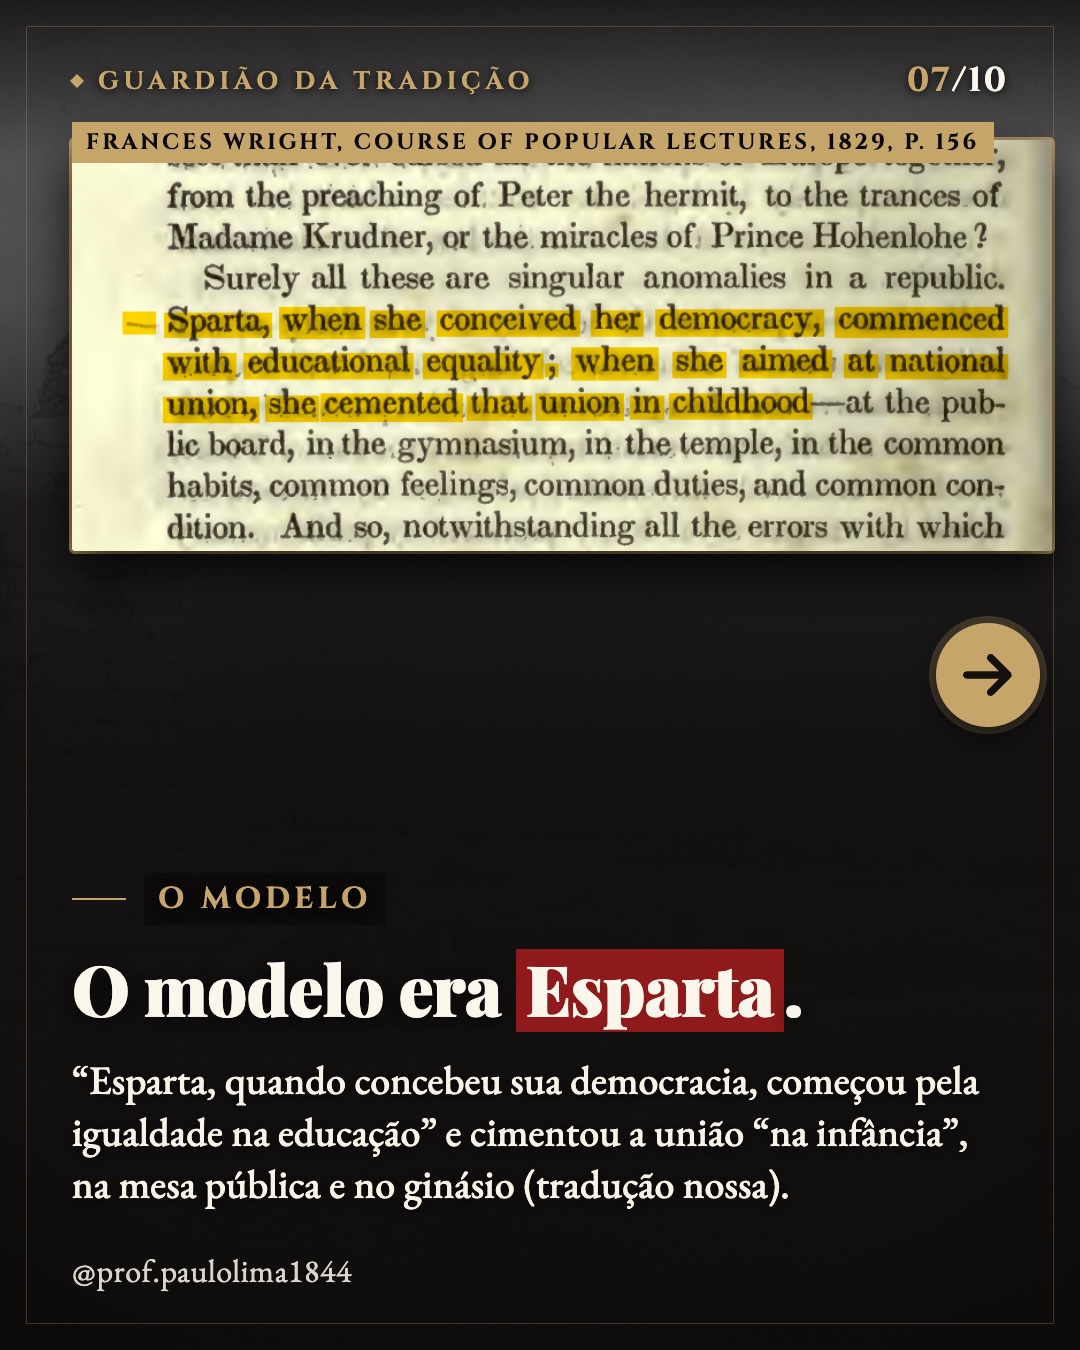 GUARDIÃO DA TRADIÇÃO
07/10
FRANCES WRIGHT, COURSE OF POPULAR LECTURES, 1829, P. 156
from the preaching of Peter the hermit, to the trances of
Madame Krudner, or the miracles of Prince Hohenlohe?
Surely all these are singular anomalies in a republic.
Sparta, when she conceived her democracy, commenced
with educational equality; when she aimed at national
union, she cemented that union in childhood—at the pub-
lic board, in the gymnasium, in the temple, in the common
habits, common feelings, common duties, and common con-
dition. And so, notwithstanding all the errors with which
O MODELO
O modelo era Esparta.
“Esparta, quando concebeu sua democracia, começou pela
igualdade na educação” e cimentou a união “na infância”,
na mesa pública e no ginásio (tradução nossa).
@prof.paulolima1844